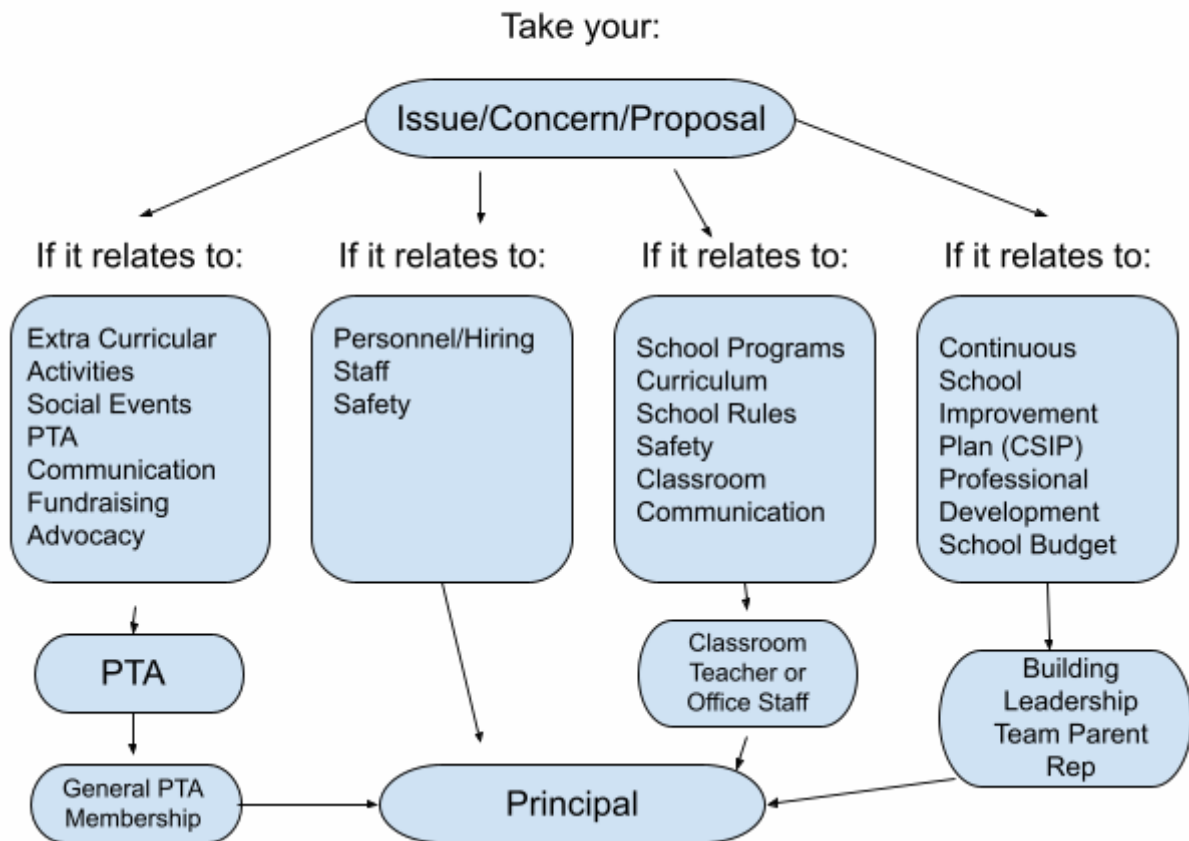 Take your:
Issue/Concern/Proposal
If it relates to:
If it relates to:
If it relates to:
If it relates to:
Extra Curricular
Activities
Social Events
PTA
Communication
Fundraising
Advocacy
Personnel/Hiring
Staff
Safety
School Programs
Curriculum
School Rules
Safety
Classroom
Communication
Continuous
School
Improvement
Plan (CSIP)
Professional
Development
School Budget
PTA
Classroom
Teacher or
Office Staff
Building
Leadership
Team Parent
Rep
General PTA
Membership
Principal